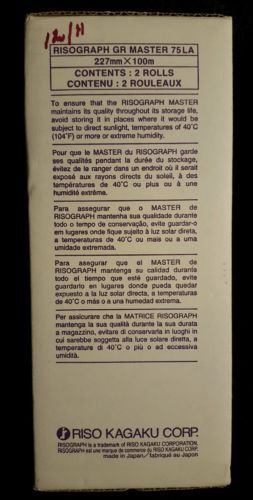 12/11
RISOGRAPH GR MASTER 75LA
227mm×100m
CONTENTS : 2 ROLLS
CONTENU : 2 ROULEAUX
To ensure that the RISOGRAPH MASTER
maintains its quality throughout its storage life,
avoid storing it in places where it would be
subject to direct sunlight, temperatures of 40˚C
(104˚F) or more or extreme humidity.
Pour que le MASTER du RISOGRAPH garde
ses qualités pendant la durée du stockage,
évitez de le ranger dans un endroit où il serait
exposé aux rayons directs du soleil, à des
températures de 40˚C ou plus ou à une
humidité extrême.
Para assegurar que o MASTER de
RISOGRAPH mantenha sua qualidade durante
todo o tempo de conservação, evite guardar-o
em lugares onde fique sujeito à luz solar direta,
a temperaturas de 40˚C ou mais ou a uma
umidade extremada.
Para asegurar que el MASTER de
RISOGRAPH mantenga su calidad durante
todo el tiempo que esté guardado, evite
guardarlo en lugares donde pueda quedar
expuesto a la luz solar directa, a temperaturas
de 40˚C o más o a una humedad extrema.
Per assicurare che la MATRICE RISOGRAPH
mantenga la sua qualità durante la sua durata
a magazzino, evitare di conservarla in luoghi in
cui sarebbe soggetta alla luce solare diretta, a
temperature di 40˚C o più o ad eccessiva
umidità.
RISO KAGAKU CORP.
RISOGRAPH is a trademark of RISO KAGAKU CORPORATION.
RISOGRAPH est une marque de commerce du RISO KAGAKU CORP.
made in Japan/fabriqué au Japon